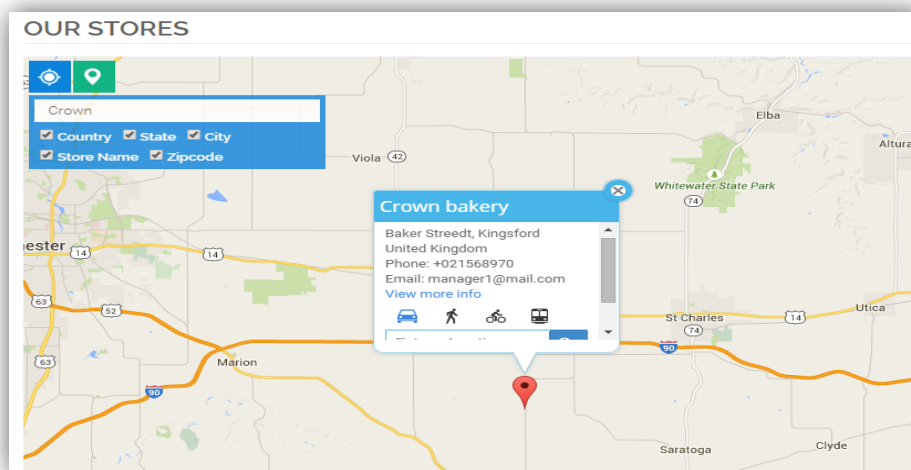 OUR STORES
Crown
Country State City
Store Name Zipcode
Elba
Altura
Viola 42
Whitewater State Park
74
Crown bakery
Baker Streedt, Kingsford
United Kingdom
Phone: +021568970
Email: manager1@mail.com
View more info
ester 14
14
63
52
Utica
St Charles
14
74
63
Marion
90
90
Saratoga
Clyde